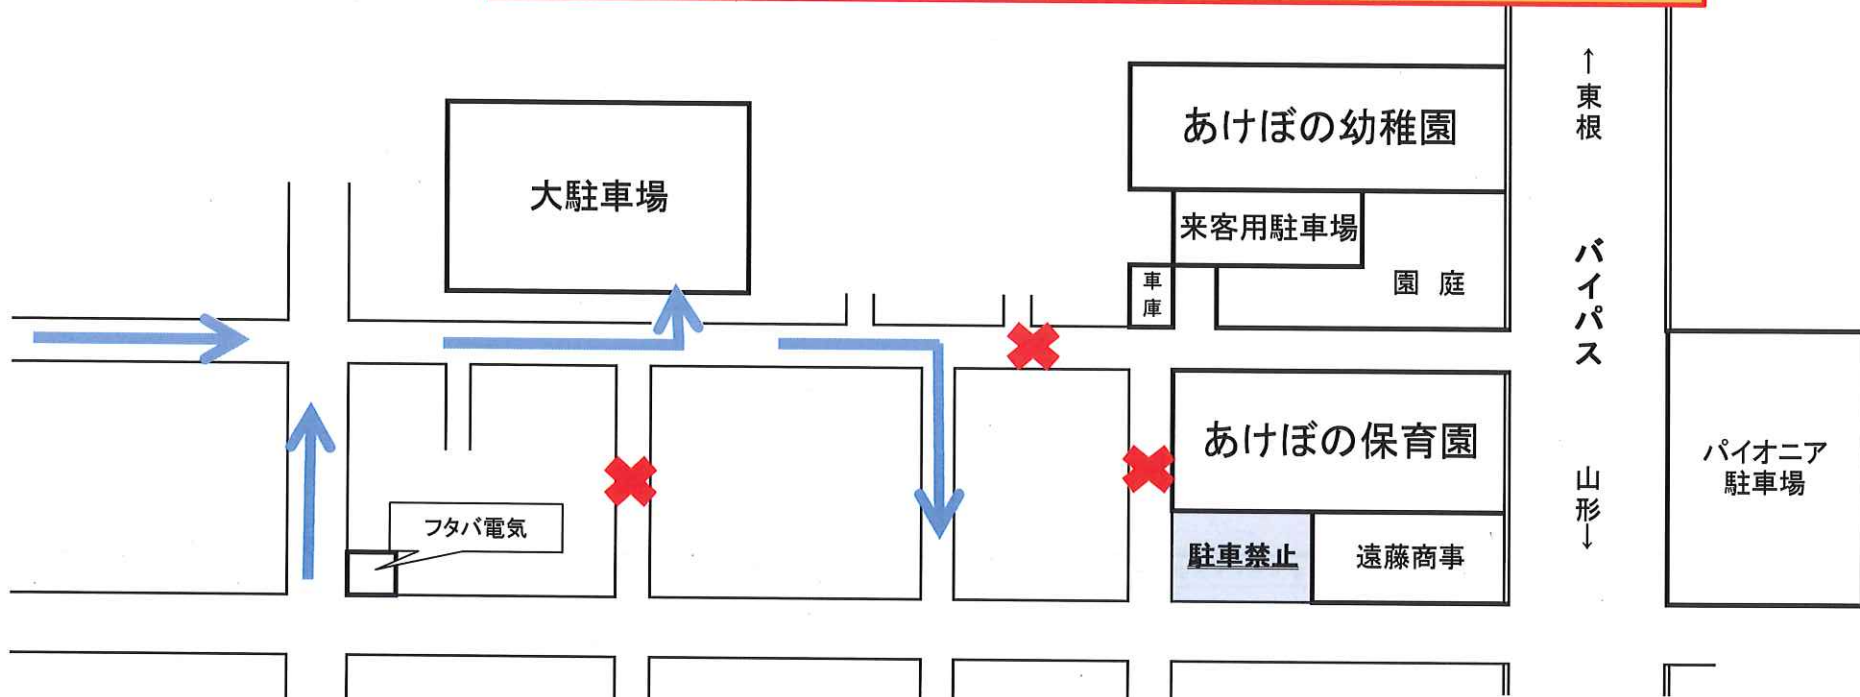 あけぼの幼稚園
↑東根
大駐車場
来客用駐車場
車庫
園 庭
バイパス
あけぼの保育園
パイオニア
駐車場
山形↓
フタバ電気
駐車禁止
遠藤商事